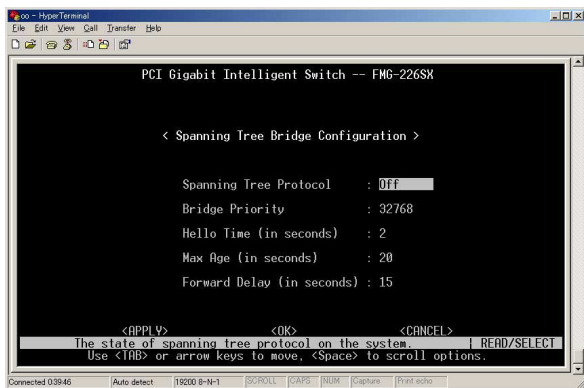 oo - HyperTerminal
File Edit View Call Transfer Help
PCI Gigabit Intelligent Switch -- FMG-226SX
< Spanning Tree Bridge Configuration >
Spanning Tree Protocol : Off
Bridge Priority : 32768
Hello Time (in seconds) : 2
Max Age (in seconds) : 20
Forward Delay (in seconds) : 15
<APPLY> <OK> <CANCEL>
The state of spanning tree protocol on the system. | READ/SELECT
Use <TAB> or arrow keys to move, <Space> to scroll options.
Connected 0:39:46 Auto detect 19200 8-N-1 SCROLL CAPS NUM Capture Print echo